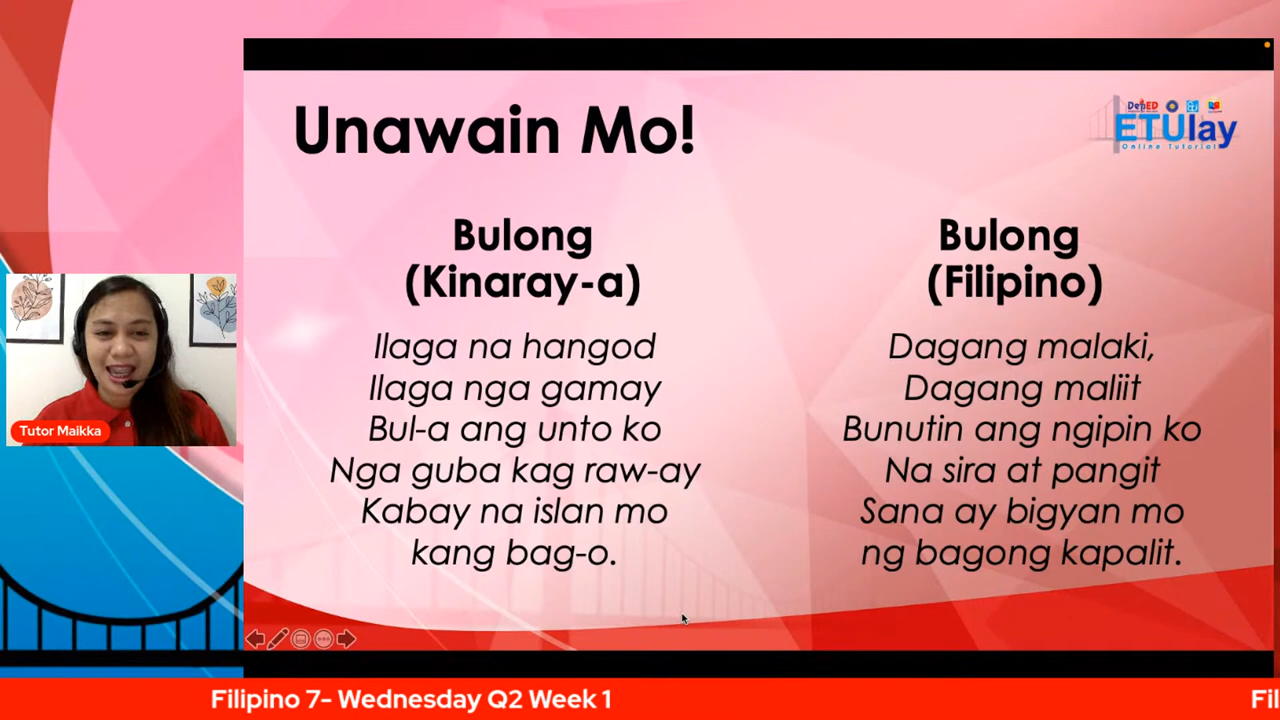 Unawain Mo!
DepED
ETUlay
Online Tutorial
Bulong
(Kinaray-a)
Ilaga na hangod
Ilaga nga gamay
Bul-a ang unto ko
Nga guba kag raw-ay
Kabay na islan mo
kang bag-o.
Bulong
(Filipino)
Dagang malaki,
Dagang maliit
Bunutin ang ngipin ko
Na sira at pangit
Sana ay bigyan mo
ng bagong kapalit.
Tutor Maikka
Filipino 7- Wednesday Q2 Week 1
Fil